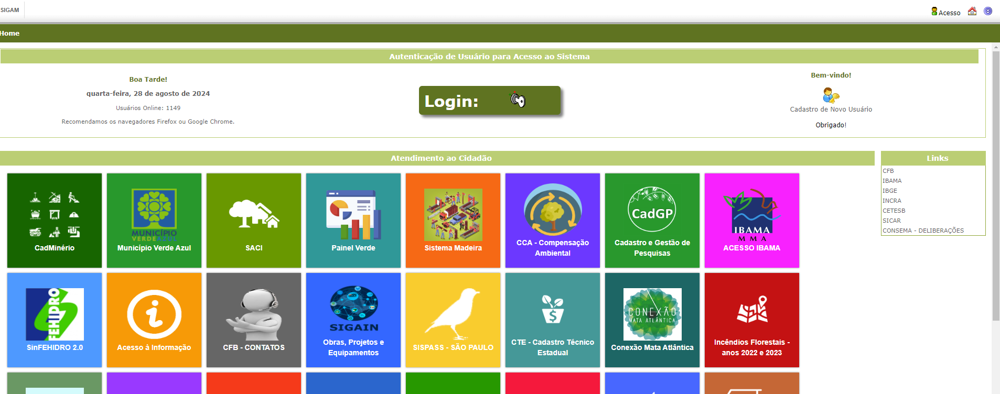 SIGAM
Acesso
Home
Autenticação de Usuário para Acesso ao Sistema
Boa Tarde!
quarta-feira, 28 de agosto de 2024
Usuários Online: 1149
Recomendamos os navegadores Firefox ou Google Chrome.
Login:
Bem-vindo!
Cadastro de Novo Usuário
Obrigado!
Atendimento ao Cidadão
Links
CFB
IBAMA
IBGE
INCRA
CETESB
SICAR
CONSEMA - DELIBERAÇÕES
CadMinério
MUNICÍPIO
VERDEAZUL
Município Verde Azul
SACI
Painel Verde
Sistema Madeira
CCA - Compensação
Ambiental
CadGP
Cadastro e Gestão de
Pesquisas
IBAMA
MMA
ACESSO IBAMA
FEHIDRO
SinFEHIDRO 2.0
i
Acesso à Informação
CFB - CONTATOS
SIGAIN
Obras, Projetos e
Equipamentos
SISPASS - SÃO PAULO
$
CTE - Cadastro Técnico
Estadual
CONEXÃO
MATA ATLÂNTICA
Conexão Mata Atlântica
Incêndios Florestais -
anos 2022 e 2023